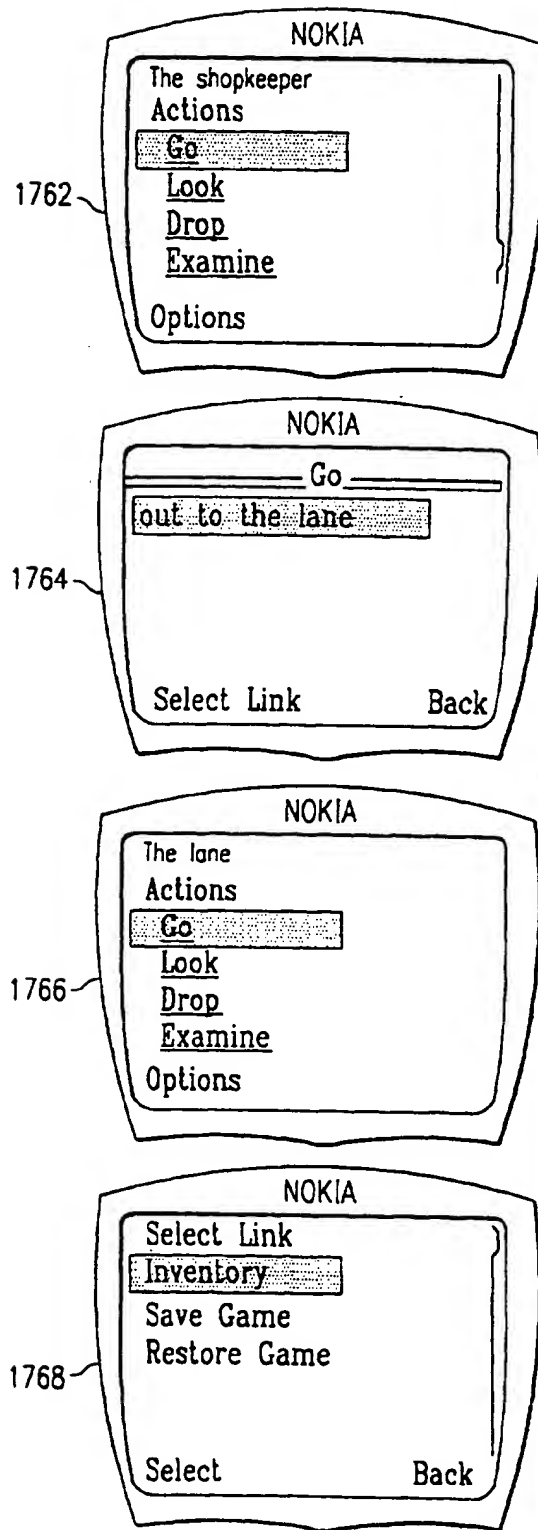 NOKIA
The shopkeeper
Actions
Go
Look
Drop
Examine
Options
1762
NOKIA
Go
out to the lane
Select Link Back
1764
NOKIA
The lane
Actions
Go
Look
Drop
Examine
Options
1766
NOKIA
Select Link
Inventory
Save Game
Restore Game
Select Back
1768